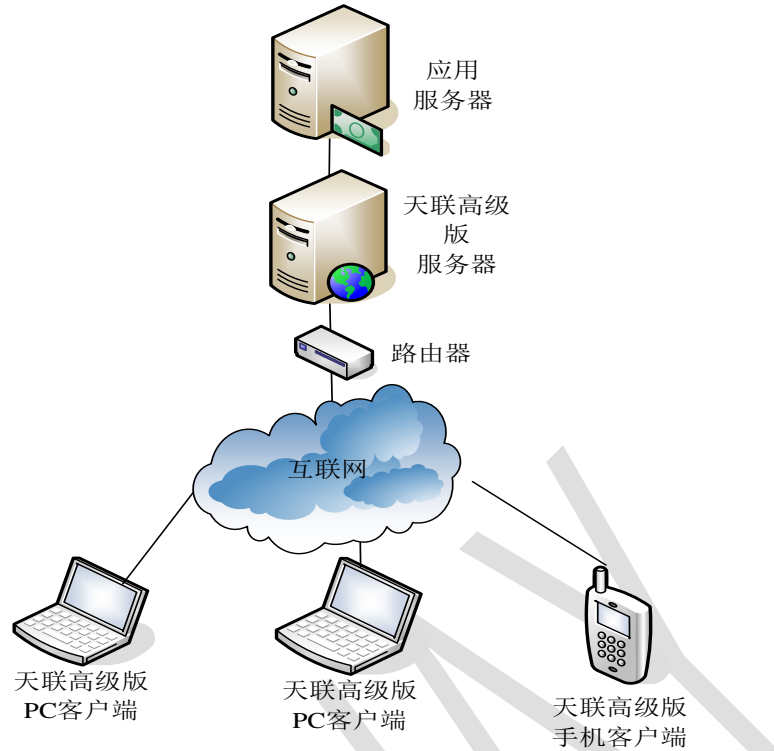 应用
服务器
天联高级
版
服务器
路由器
互联网
天联高级版
PC客户端
天联高级版
PC客户端
天联高级版
手机客户端